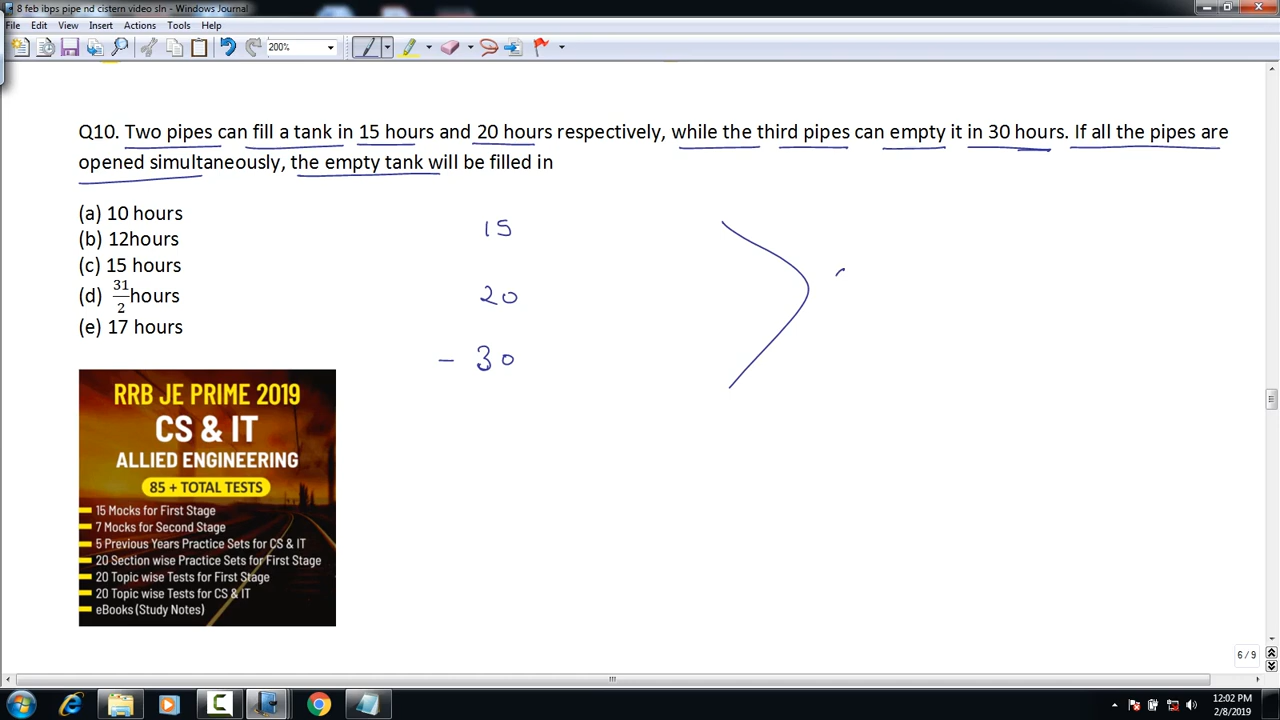 8 feb ibps pipe nd cistern video sln - Windows Journal
File Edit View Insert Actions Tools Help
200%
Q10. Two pipes can fill a tank in 15 hours and 20 hours respectively, while the third pipes can empty it in 30 hours. If all the pipes are
opened simultaneously, the empty tank will be filled in
(a) 10 hours
(b) 12hours
(c) 15 hours
(d) 31/2 hours
(e) 17 hours
15
20
- 30
RRB JE PRIME 2019
CS & IT
ALLIED ENGINEERING
85 + TOTAL TESTS
15 Mocks for First Stage
7 Mocks for Second Stage
5 Previous Years Practice Sets for CS & IT
20 Section wise Practice Sets for First Stage
20 Topic wise Tests for First Stage
20 Topic wise Tests for CS & IT
eBooks (Study Notes)
6 / 9
12:02 PM
2/8/2019